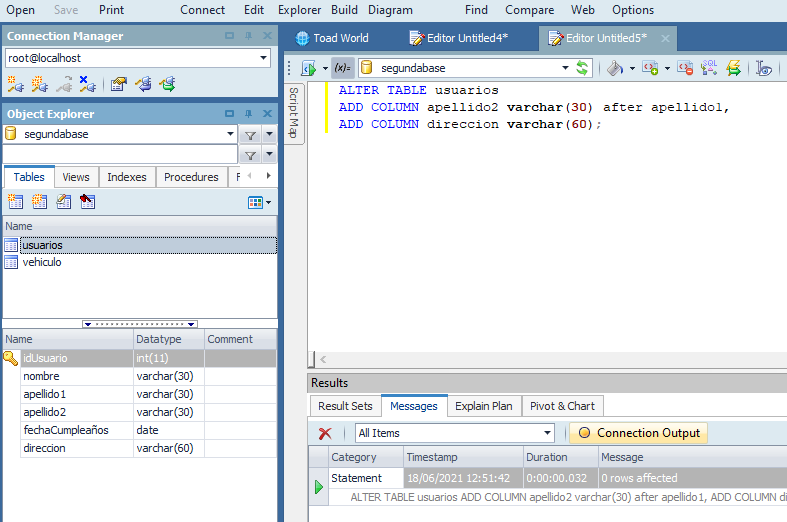 Open Save Print Connect Edit Explorer Build Diagram Find Compare Web Options
Connection Manager
root@localhost
Object Explorer
segundabase
Tables Views Indexes Procedures F
Name
usuarios
vehiculo
Name Datatype Comment
idUsuario int(11)
nombre varchar(30)
apellido1 varchar(30)
apellido2 varchar(30)
fechaCumpleaños date
direccion varchar(60)
Toad World Editor Untitled4* Editor Untitled5*
(x)= segundabase SQL
Script Map
ALTER TABLE usuarios
ADD COLUMN apellido2 varchar(30) after apellido1,
ADD COLUMN direccion varchar(60);
Results
Result Sets Messages Explain Plan Pivot & Chart
All Items Connection Output
Category Timestamp Duration Message
Statement 18/06/2021 12:51:42 0:00:00.032 0 rows affected
ALTER TABLE usuarios ADD COLUMN apellido2 varchar(30) after apellido1, ADD COLUMN di